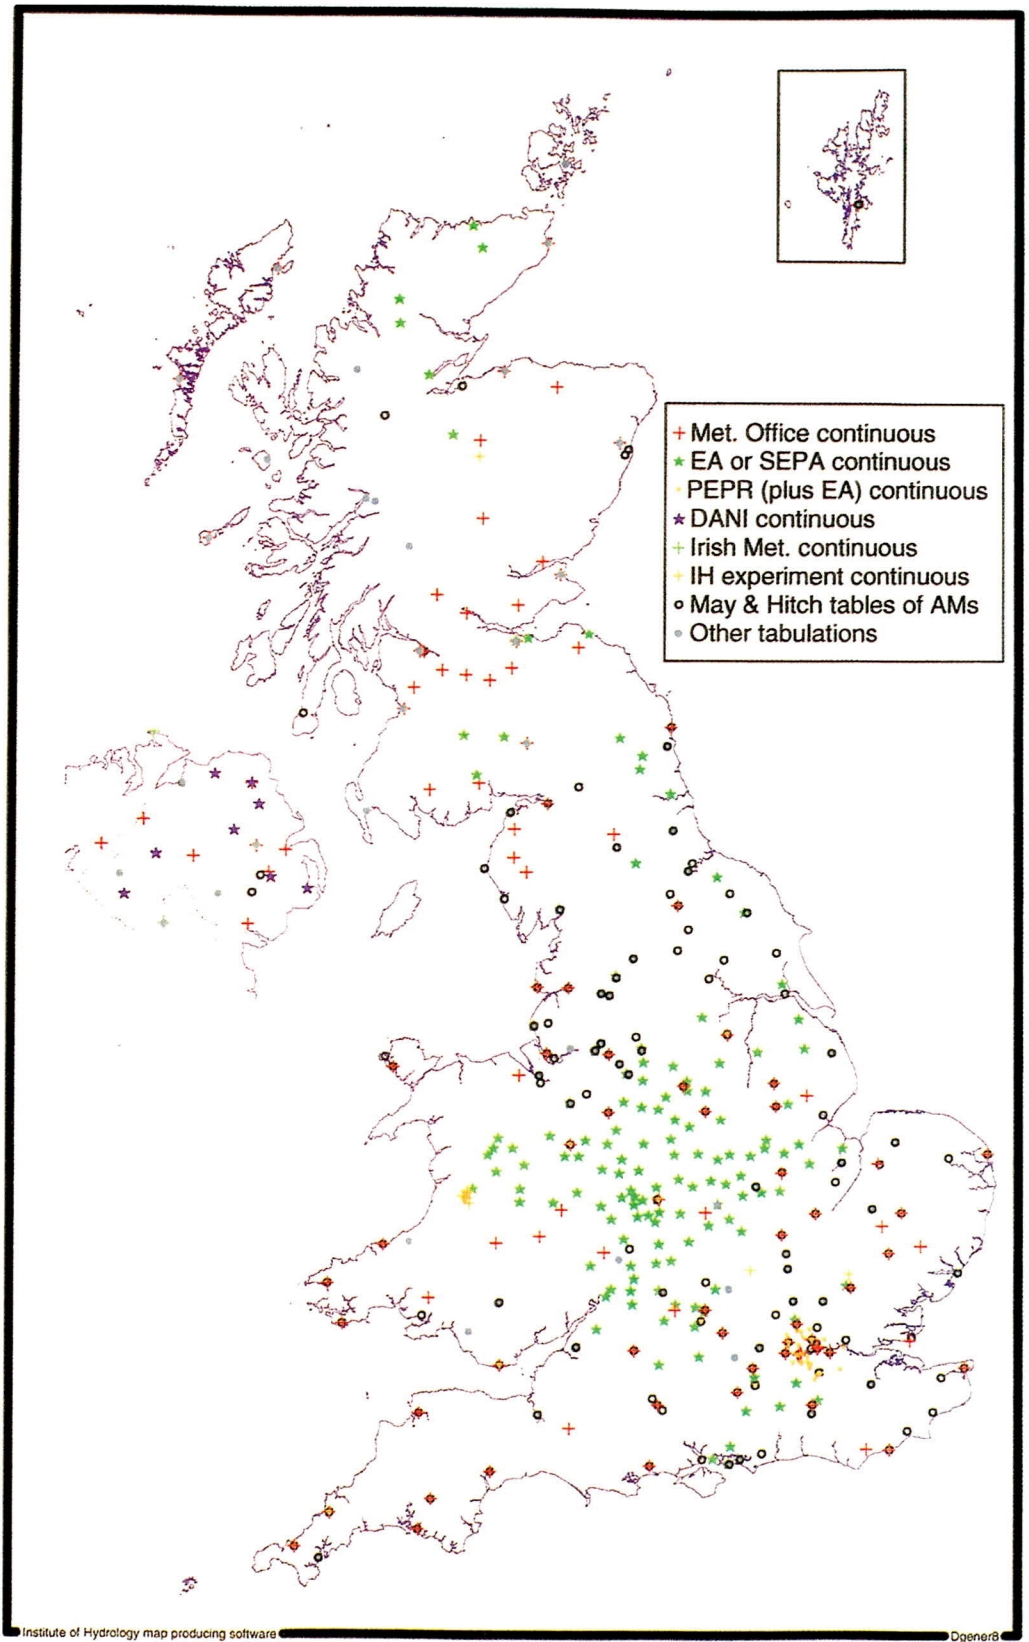 Met. Office continuous
EA or SEPA continuous
PEPR (plus EA) continuous
DANI continuous
Irish Met. continuous
IH experiment continuous
May & Hitch tables of AMs
Other tabulations
Institute of Hydrology map producing software
Dgener8